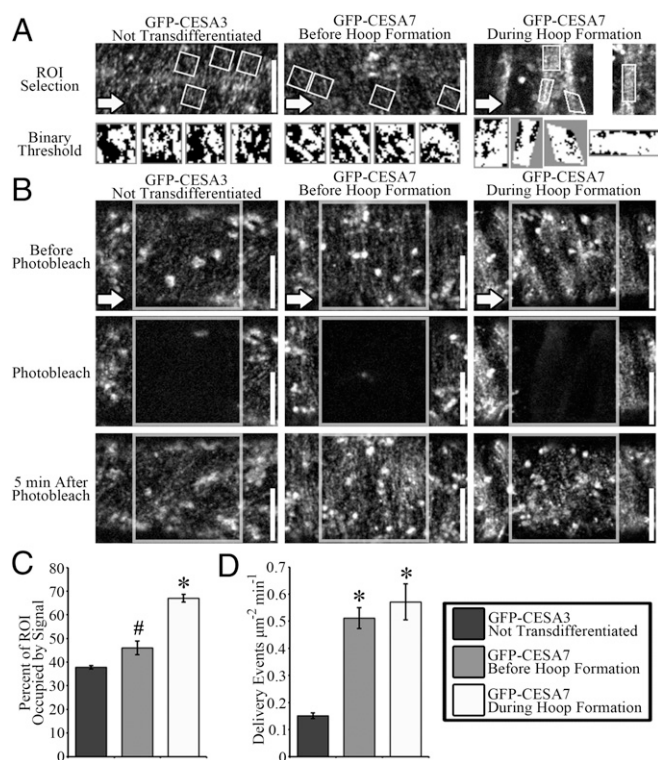 A
GFP-CESA3
Not Transdifferentiated
GFP-CESA7
Before Hoop Formation
GFP-CESA7
During Hoop Formation
ROI
Selection
Binary
Threshold
B
GFP-CESA3
Not Transdifferentiated
GFP-CESA7
Before Hoop Formation
GFP-CESA7
During Hoop Formation
Before
Photobleach
Photobleach
5 min After
Photobleach
C
Percent of ROI
Occupied by Signal
80
70
60
50
40
30
20
10
0
#
*
D
Delivery Events μm⁻² min⁻¹
0.7
0.6
0.5
0.4
0.3
0.2
0.1
0
*
*
GFP-CESA3
Not Transdifferentiated
GFP-CESA7
Before Hoop Formation
GFP-CESA7
During Hoop Formation